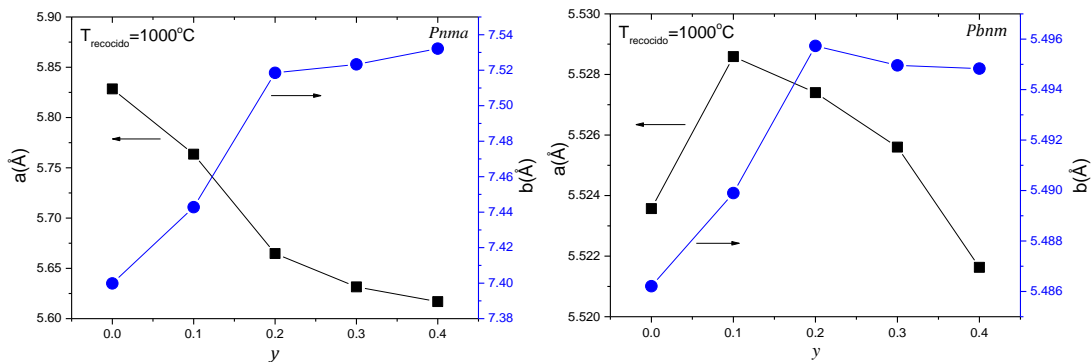 T recocido=1000°C
Pnma
a(Å)
5.90
5.85
5.80
5.75
5.70
5.65
5.60
b(Å)
7.54
7.52
7.50
7.48
7.46
7.44
7.42
7.40
7.38
0.0 0.1 0.2 0.3 0.4
y
T recocido=1000°C
Pbnm
a(Å)
5.530
5.528
5.526
5.524
5.521
5.520
b(Å)
5.496
5.494
5.492
5.490
5.488
5.486
0.0 0.1 0.2 0.3 0.4
y